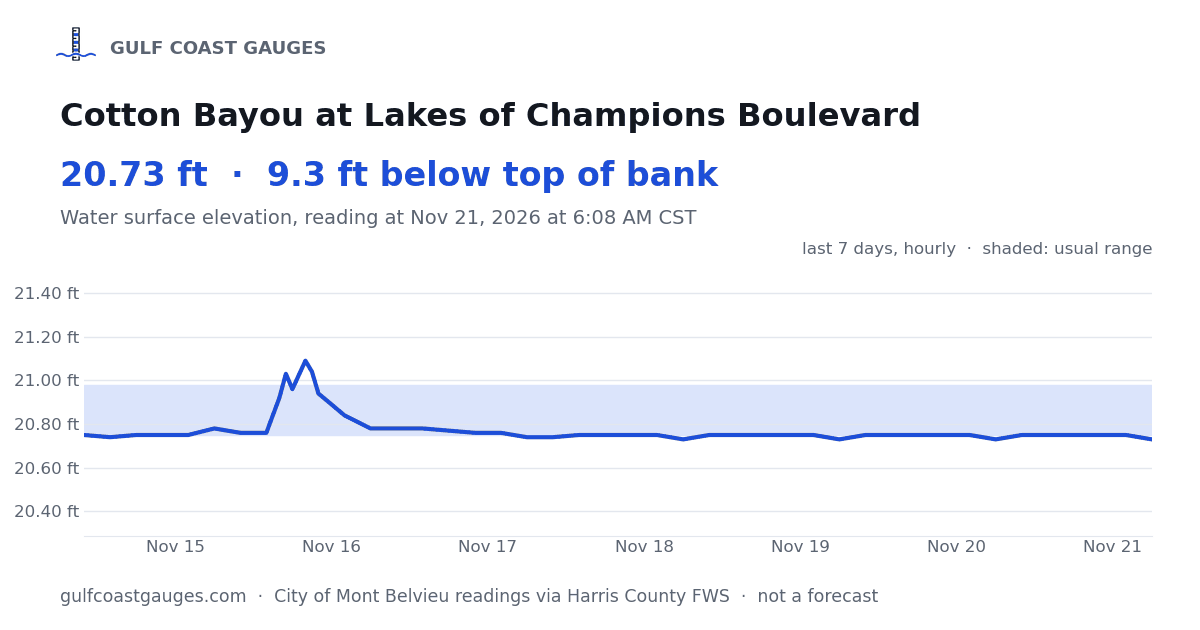 GULF COAST GAUGES
Cotton Bayou at Lakes of Champions Boulevard
20.73 ft · 9.3 ft below top of bank
Water surface elevation, reading at Nov 21, 2026 at 6:08 AM CST
last 7 days, hourly · shaded: usual range
21.40 ft
21.20 ft
21.00 ft
20.80 ft
20.60 ft
20.40 ft
Nov 15 Nov 16 Nov 17 Nov 18 Nov 19 Nov 20 Nov 21
gulfcoastgauges.com · City of Mont Belvieu readings via Harris County FWS · not a forecast